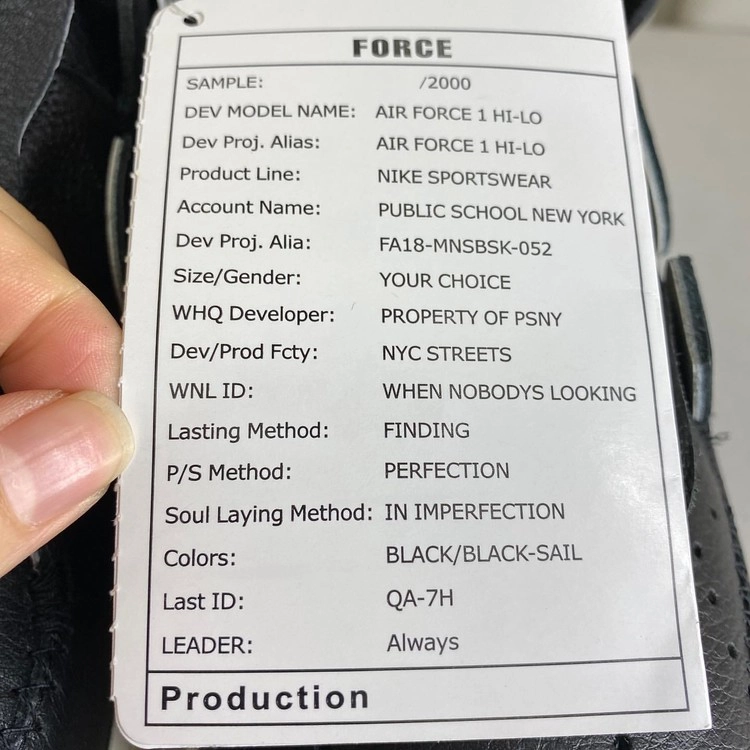 FORCE
SAMPLE: /2000
DEV MODEL NAME: AIR FORCE 1 HI-LO
Dev Proj. Alias: AIR FORCE 1 HI-LO
Product Line: NIKE SPORTSWEAR
Account Name: PUBLIC SCHOOL NEW YORK
Dev Proj. Alia: FA18-MNSBSK-052
Size/Gender: YOUR CHOICE
WHQ Developer: PROPERTY OF PSNY
Dev/Prod Fcty: NYC STREETS
WNL ID: WHEN NOBODYS LOOKING
Lasting Method: FINDING
P/S Method: PERFECTION
Soul Laying Method: IN IMPERFECTION
Colors: BLACK/BLACK-SAIL
Last ID: QA-7H
LEADER: Always
Production